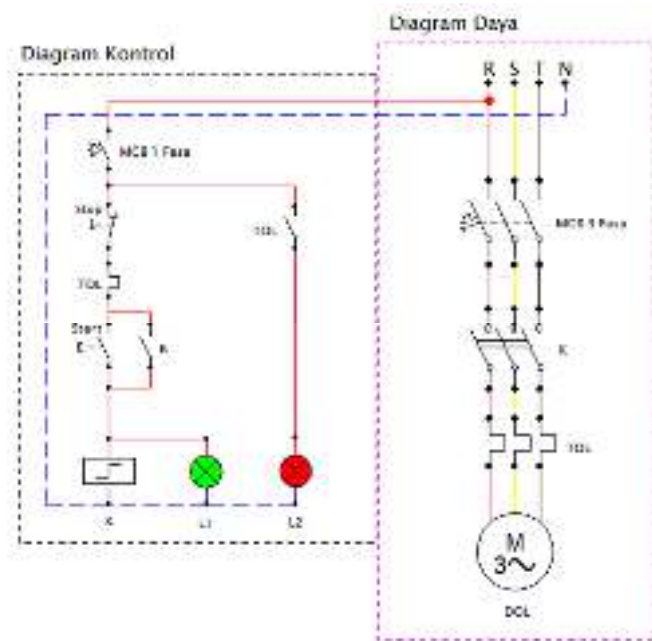 Diagram Daya
Diagram Kontrol
R S T N
MCB 1 Fasa
Stop
TOL
MCB 3 Fasa
TOL
Start
E--
K
K
TOL
K
L1
L2
M
3~
DOL